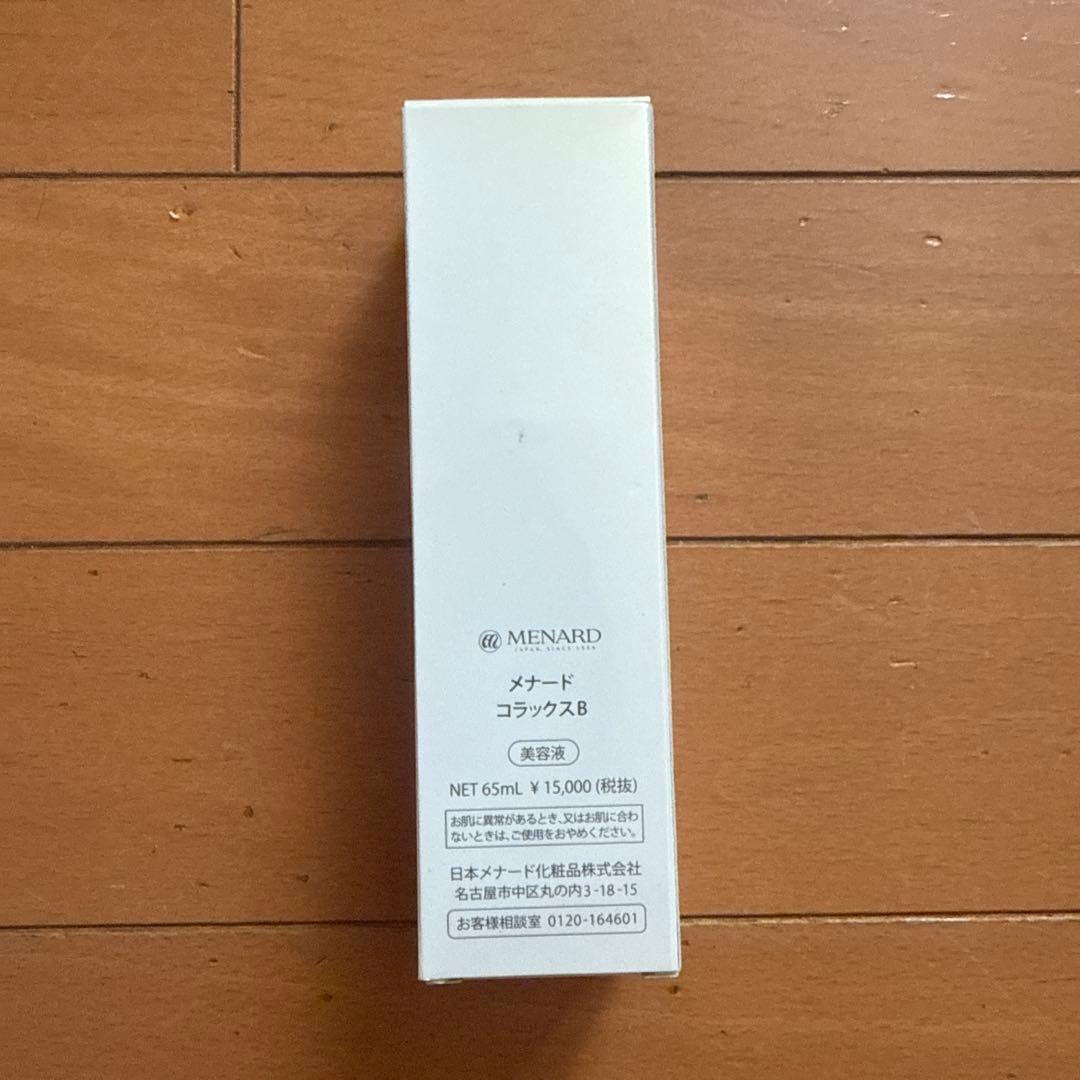 MENARD
JAPAN, SINCE 1959
メナード
コラックスB
美容液
NET 65mL ¥ 15,000 (税抜)
お肌に異常があるとき、又はお肌に合わ
ないときは、ご使用をおやめください。
日本メナード化粧品株式会社
名古屋市中区丸の内3-18-15
お客様相談室 0120-164601